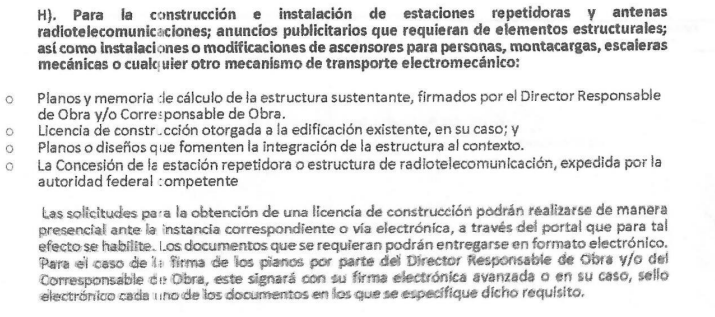 H). Para la construcción e instalación de estaciones repetidoras y antenas
radiotelecomunicaciones; anuncios publicitarios que requieran de elementos estructurales;
así como instalaciones o modificaciones de ascensores para personas, montacargas, escaleras
mecánicas o cualquier otro mecanismo de transporte electromecánico:
o Planos y memoria de cálculo de la estructura sustentante, firmados por el Director Responsable
de Obra y/o Corresponsable de Obra.
o Licencia de construcción otorgada a la edificación existente, en su caso; y
o Planos o diseños que fomenten la integración de la estructura al contexto.
o La Concesión de la estación repetidora o estructura de radiotelecomunicación, expedida por la
autoridad federal competente
Las solicitudes para la obtención de una licencia de construcción podrán realizarse de manera
presencial ante la instancia correspondiente o vía electrónica, a través del portal que para tal
efecto se habilite. Los documentos que se requieran podrán entregarse en formato electrónico.
Para el caso de la firma de los planos por parte del Director Responsable de Obra y/o del
Corresponsable de Obra, este signará con su firma electrónica avanzada o en su caso, sello
electrónico cada uno de los documentos en los que se especifique dicho requisito.